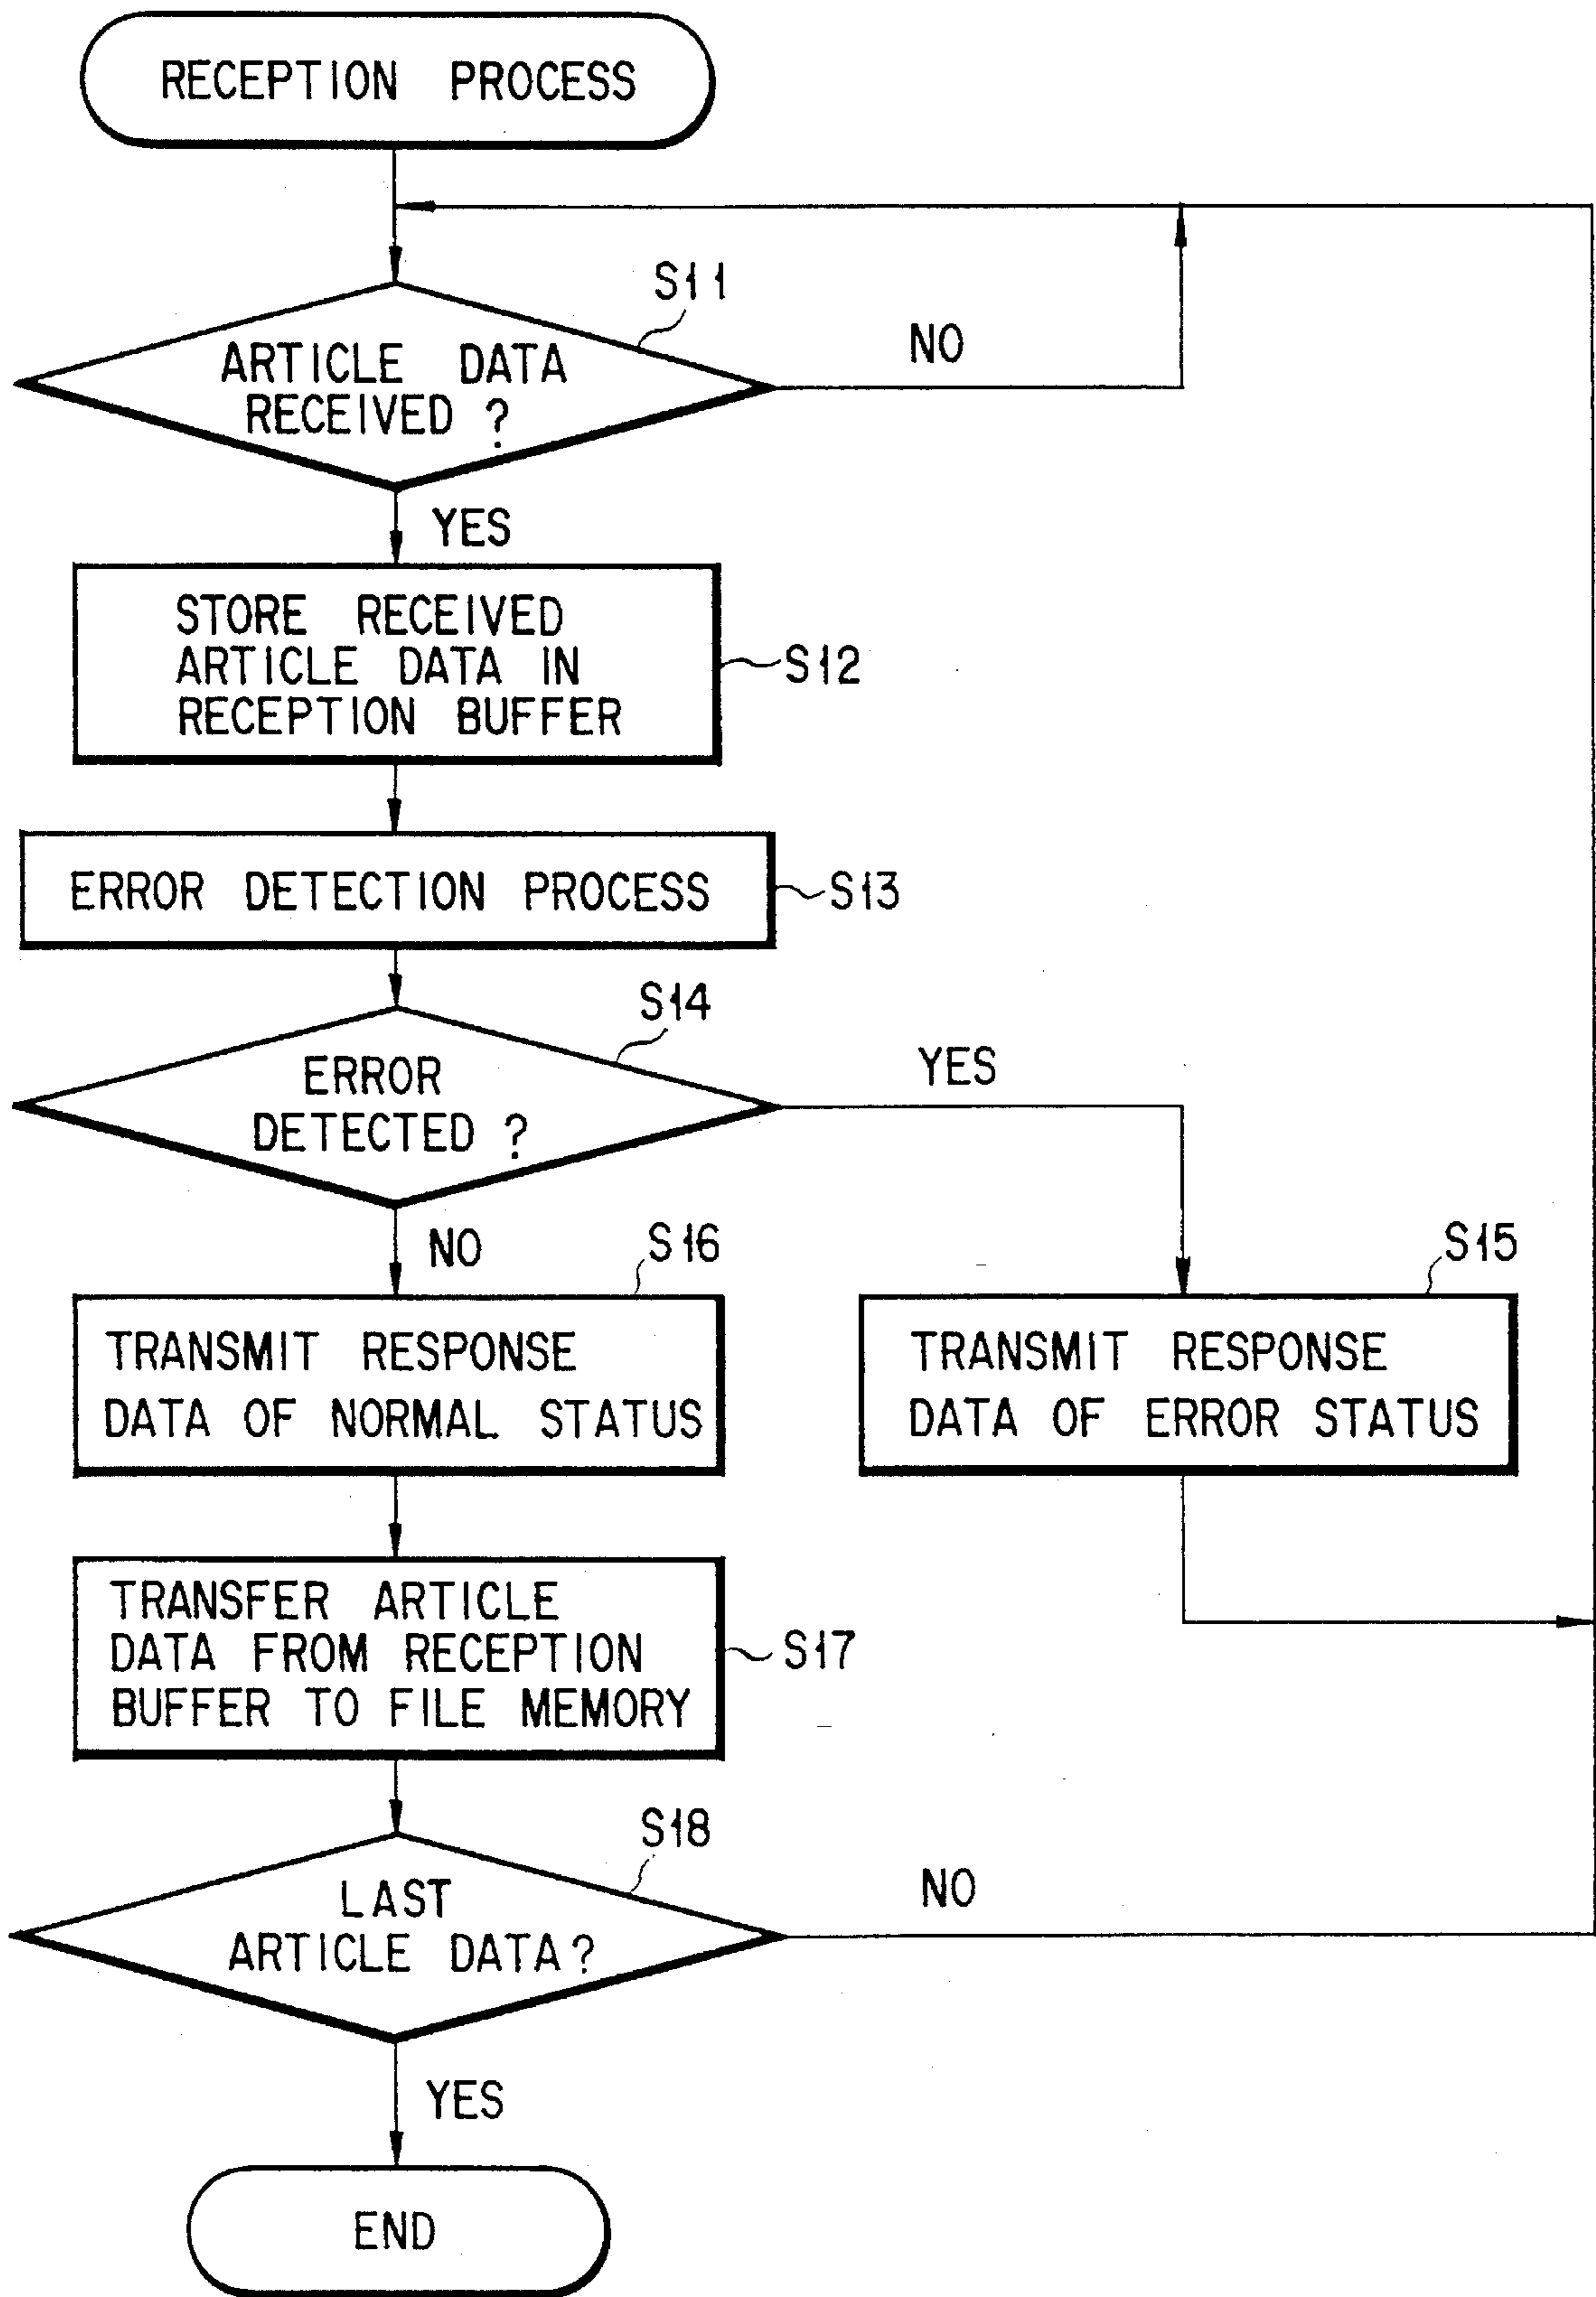 RECEPTION PROCESS
S11
ARTICLE DATA
RECEIVED ?
NO
YES
STORE RECEIVED
ARTICLE DATA IN
RECEPTION BUFFER
S12
ERROR DETECTION PROCESS
S13
S14
ERROR
DETECTED ?
YES
NO
S16
TRANSMIT RESPONSE
DATA OF NORMAL STATUS
S15
TRANSMIT RESPONSE
DATA OF ERROR STATUS
TRANSFER ARTICLE
DATA FROM RECEPTION
BUFFER TO FILE MEMORY
S17
S18
LAST
ARTICLE DATA?
NO
YES
END